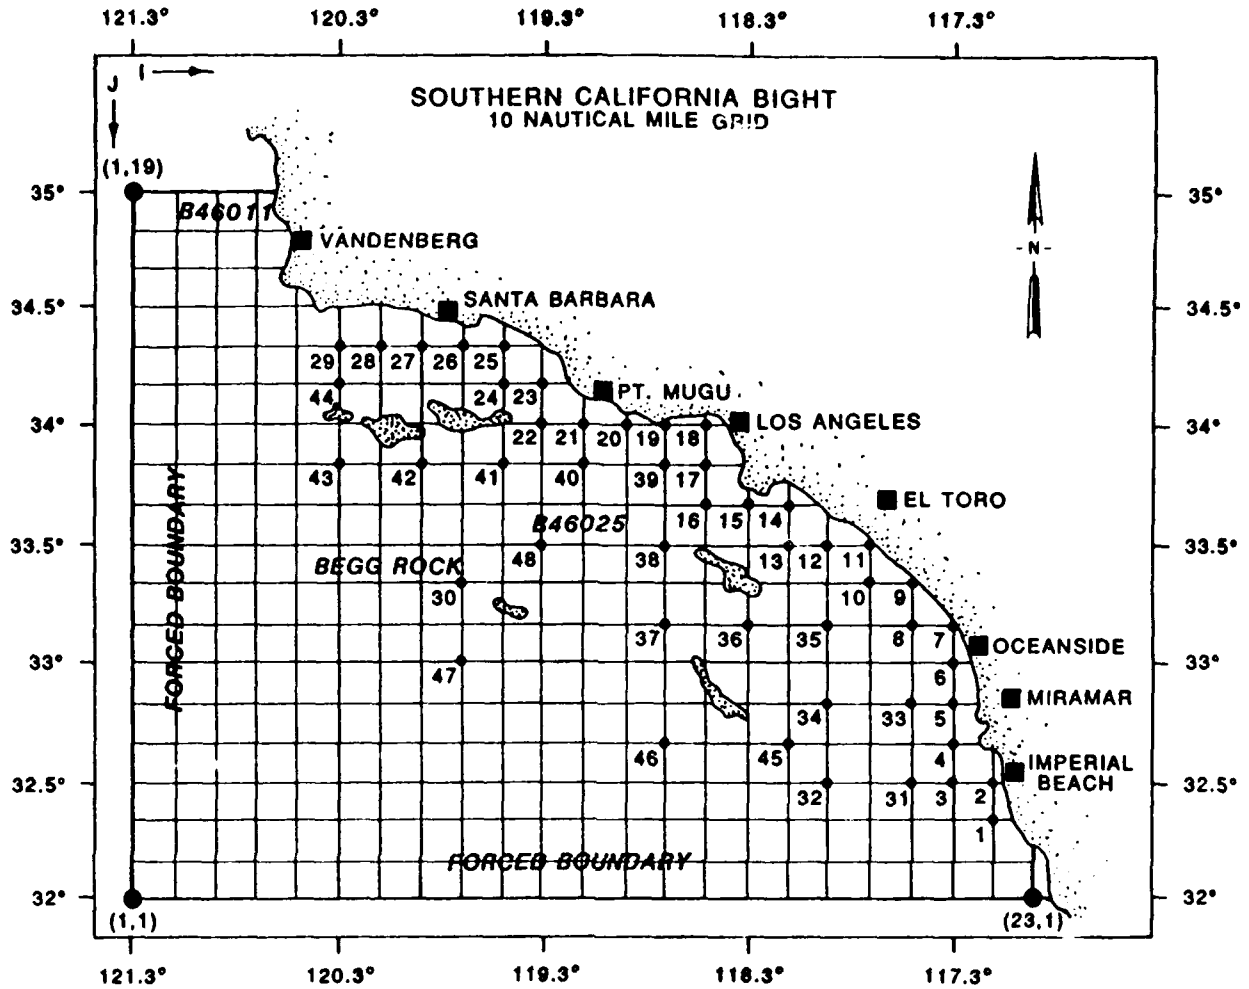 121.3° 120.3° 119.3° 118.3° 117.3°
J I
SOUTHERN CALIFORNIA BIGHT
10 NAUTICAL MILE GRID
(1,19)
35° 35°
B46011
VANDENBERG
-N-
SANTA BARBARA
34.5° 34.5°
29 28 27 26 25
44 24 23 PT. MUGU
34° 22 21 20 19 18 LOS ANGELES 34°
43 42 41 40 39 17
EL TORO
16 15 14
B46025
33.5° 48 38 13 12 11 33.5°
BEGG ROCK
30 10 9
FORCED BOUNDARY
37 36 35 8 7
OCEANSIDE
33° 33°
47 6
MIRAMAR
34 33 5
46 45 4
IMPERIAL
BEACH
32.5° 32 31 3 2 32.5°
1
FORCED BOUNDARY
32° 32°
(1,1) (23,1)
121.3° 120.3° 119.3° 118.3° 117.3°